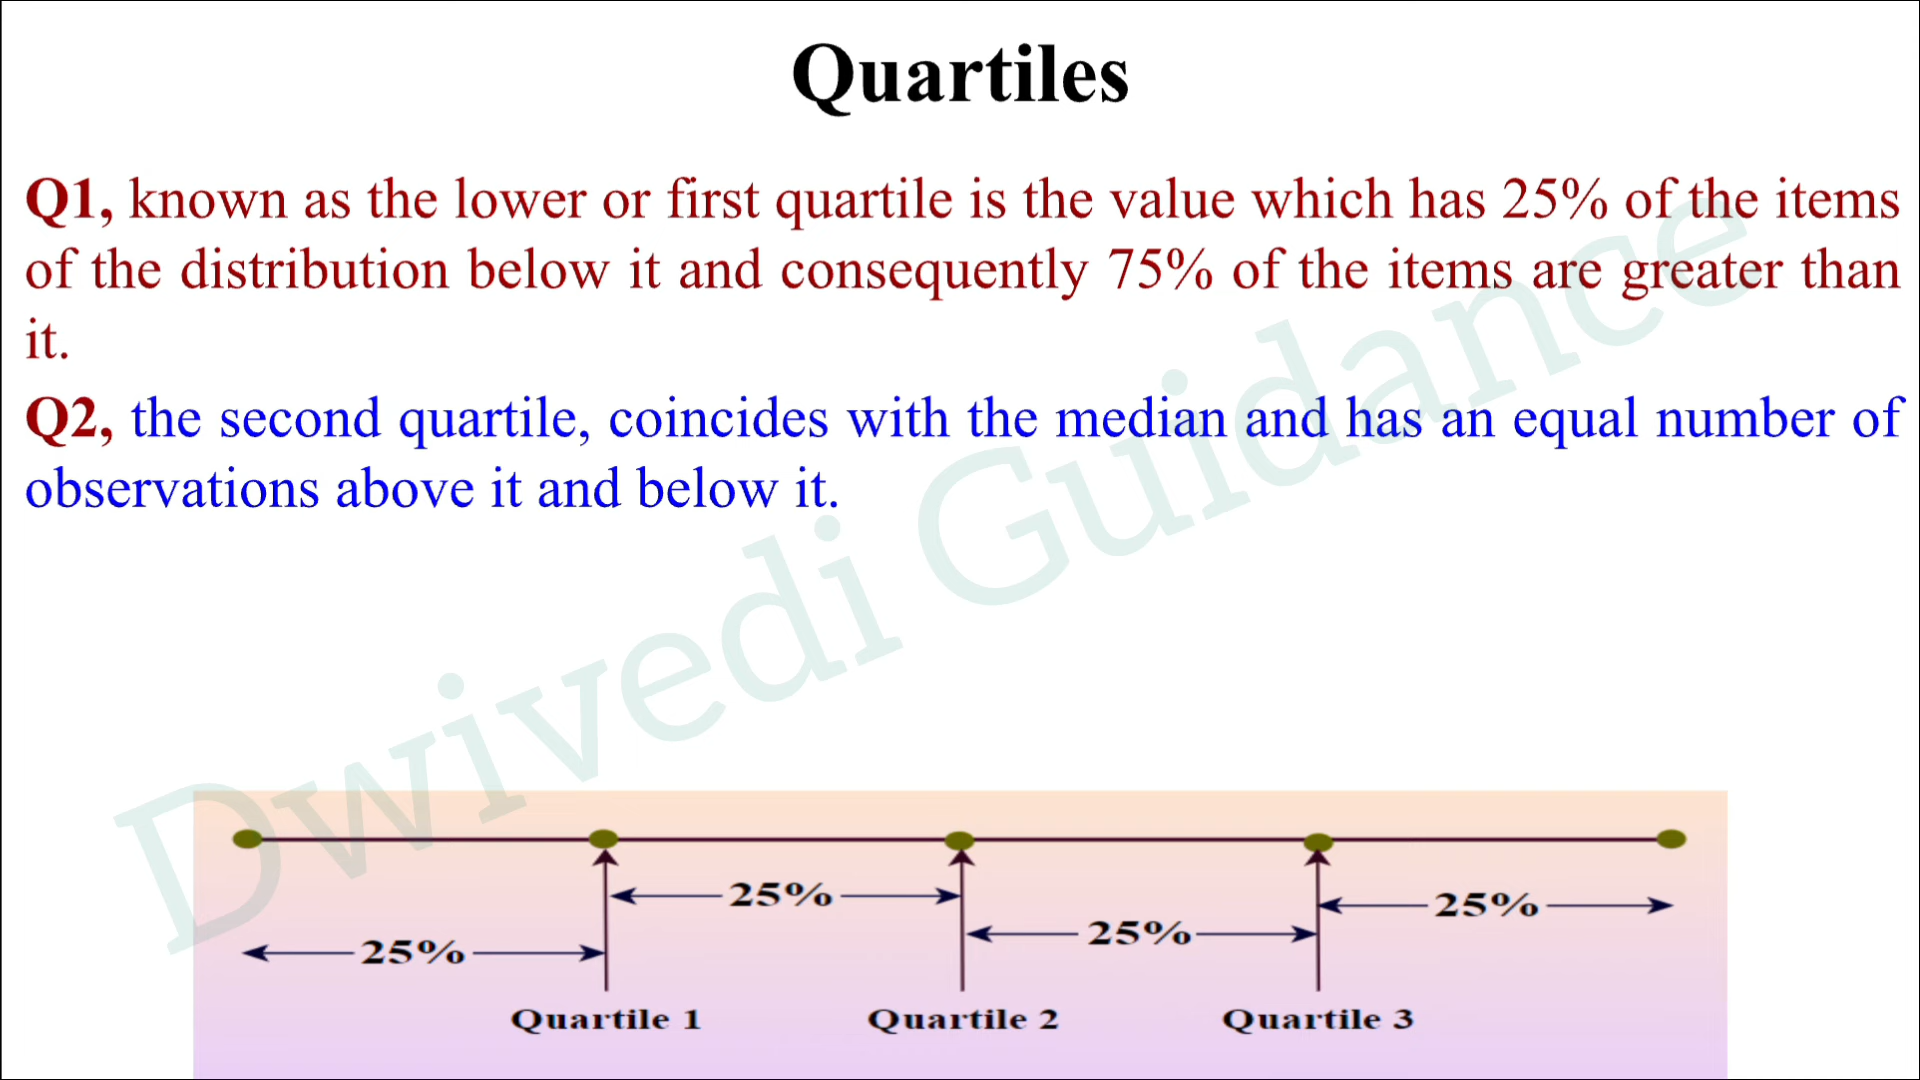 Quartiles
Q1, known as the lower or first quartile is the value which has 25% of the items
of the distribution below it and consequently 75% of the items are greater than
it.
Q2, the second quartile, coincides with the median and has an equal number of
observations above it and below it.
Dwivedi Guidance
25%
25%
25%
25%
Quartile 1
Quartile 2
Quartile 3